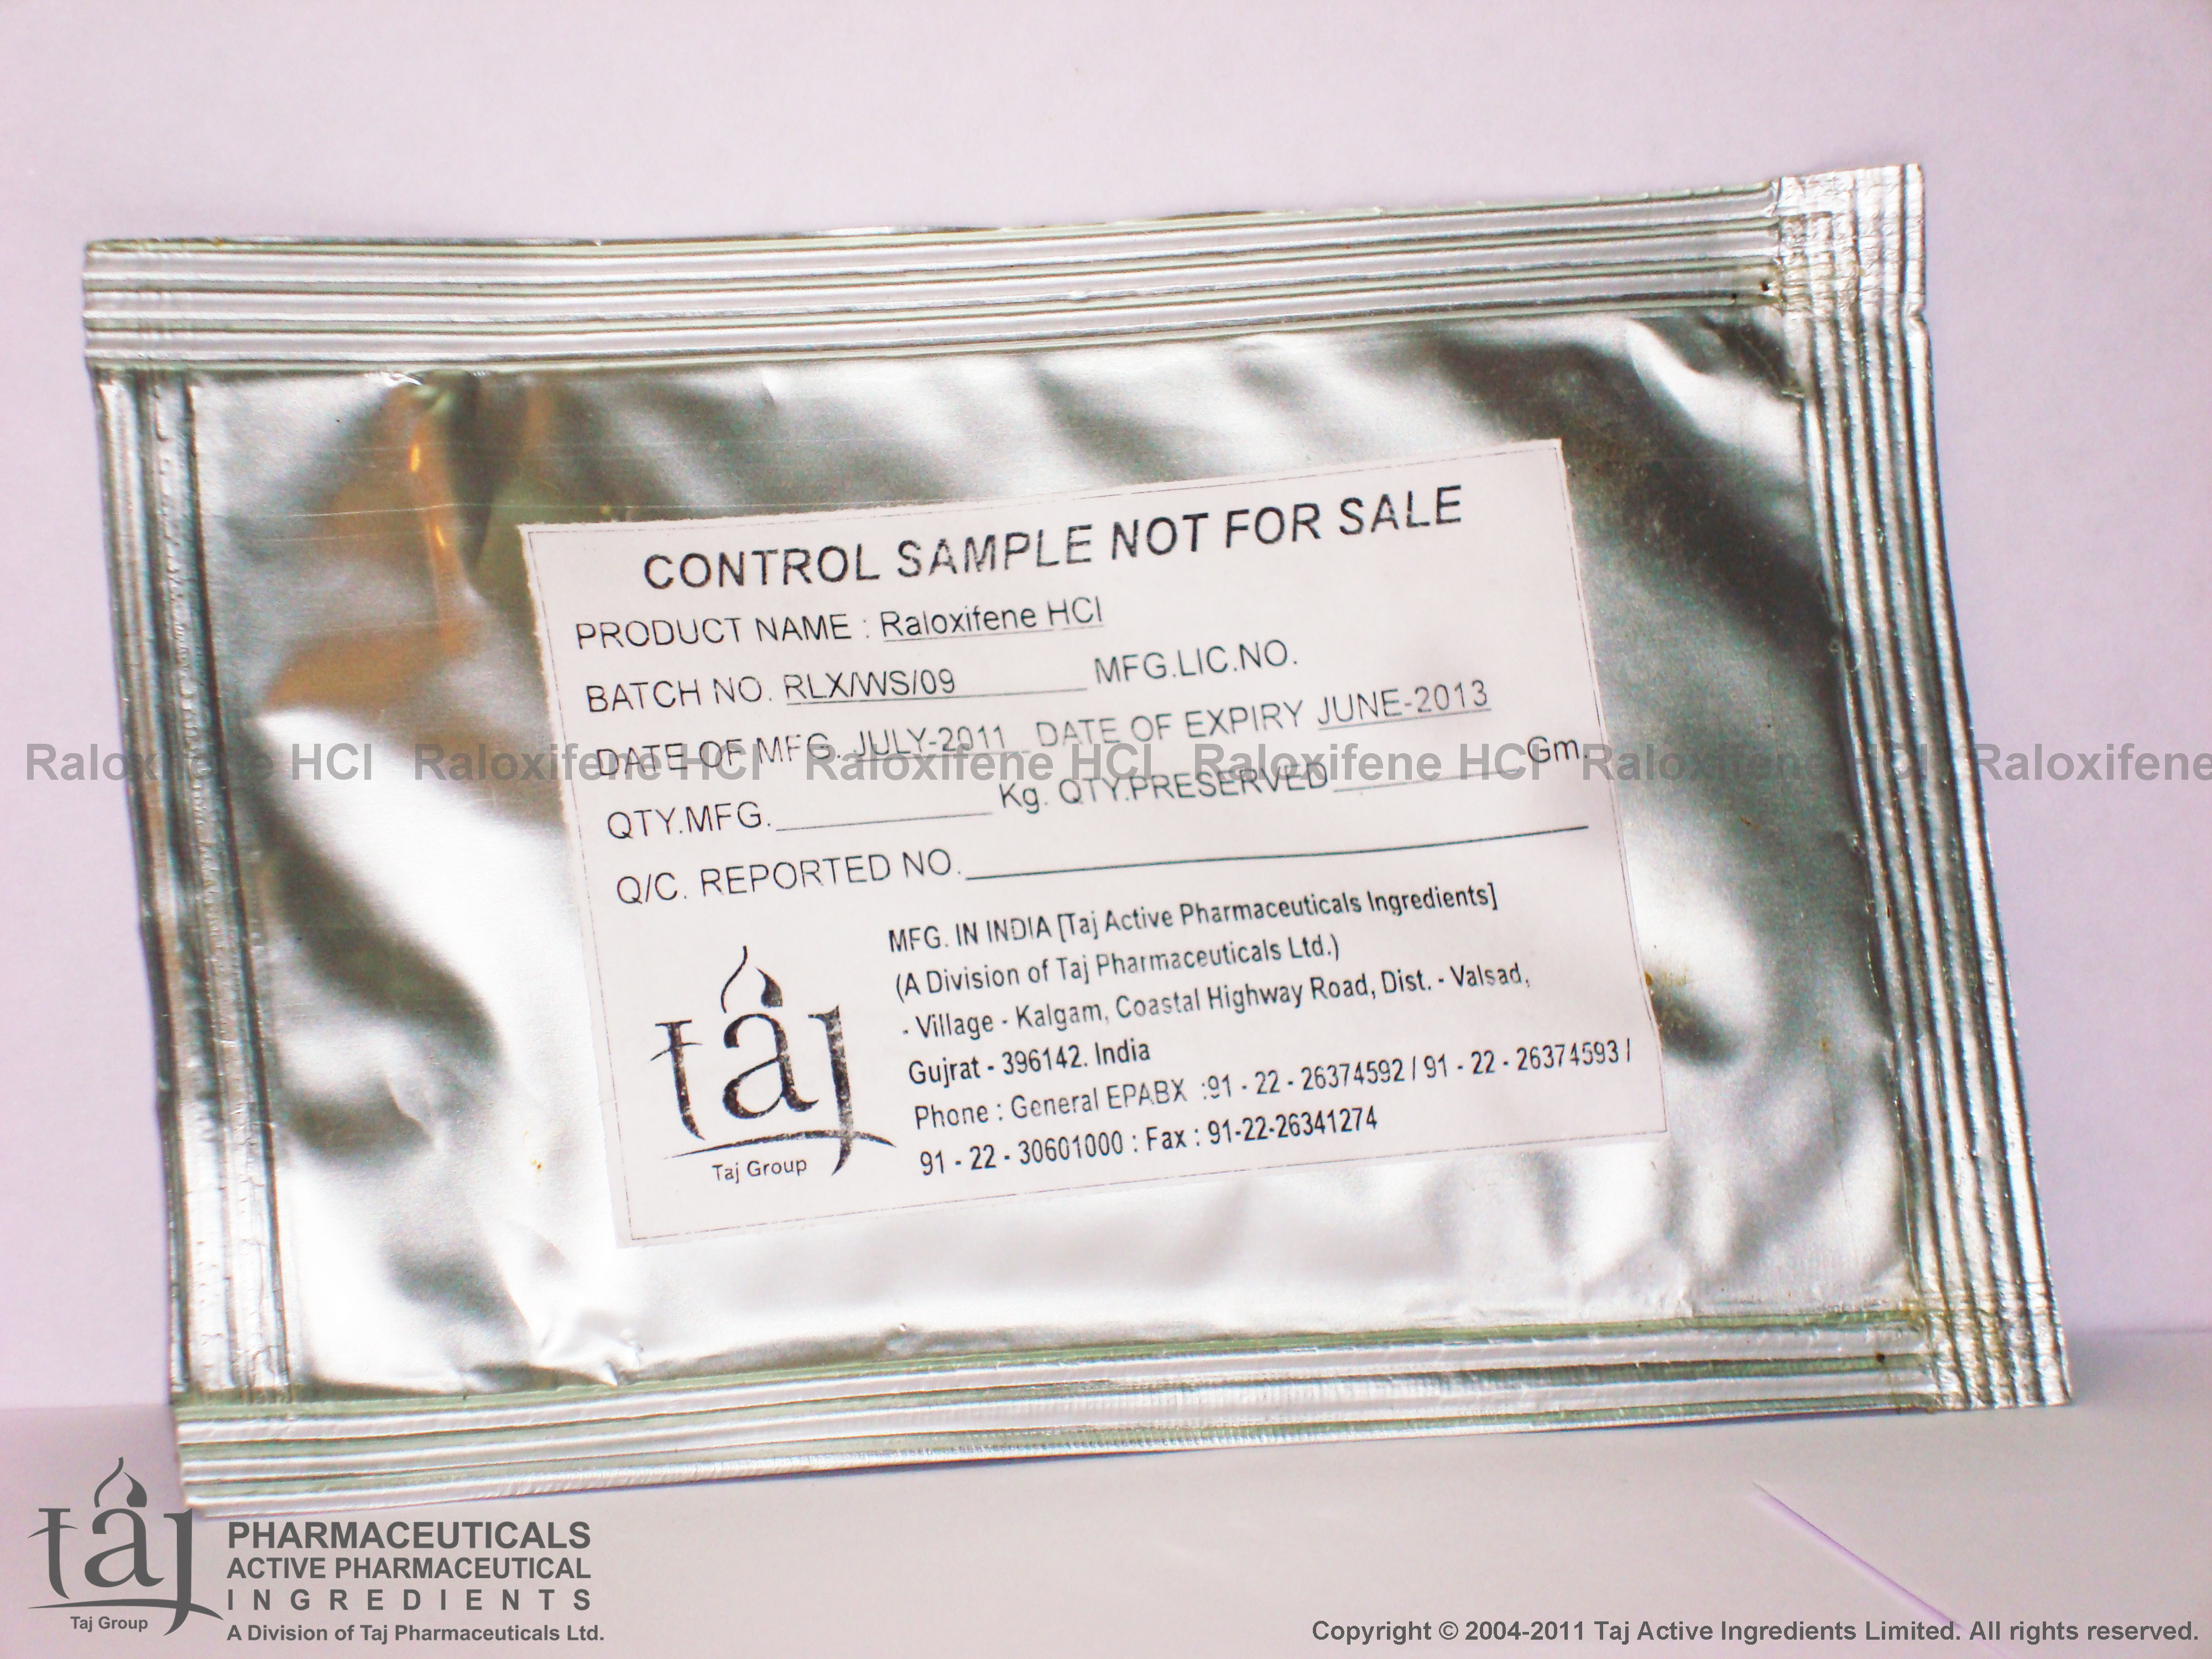 CONTROL SAMPLE NOT FOR SALE
PRODUCT NAME : Raloxifene HCl
BATCH NO. RLX/WS/09 MFG.LIC.NO.
DATE OF MFG. JULY-2011 DATE OF EXPIRY JUNE-2013
Raloxifene HCl Raloxifene HCl Raloxifene HCl Raloxifene HCl Raloxifene HCl Raloxifene
QTY.MFG. Kg. QTY.PRESERVED Gm.
Q/C. REPORTED NO.
MFG. IN INDIA [Taj Active Pharmaceuticals Ingredients]
(A Division of Taj Pharmaceuticals Ltd.)
- Village - Kalgam, Coastal Highway Road, Dist. - Valsad,
Gujrat - 396142. India
Phone : General EPABX :91 - 22 - 26374592 / 91 - 22 - 26374593 /
91 - 22 - 30601000 : Fax : 91-22-26341274
taj
Taj Group
taj
Taj Group
PHARMACEUTICALS
ACTIVE PHARMACEUTICAL
INGREDIENTS
A Division of Taj Pharmaceuticals Ltd.
Copyright © 2004-2011 Taj Active Ingredients Limited. All rights reserved.